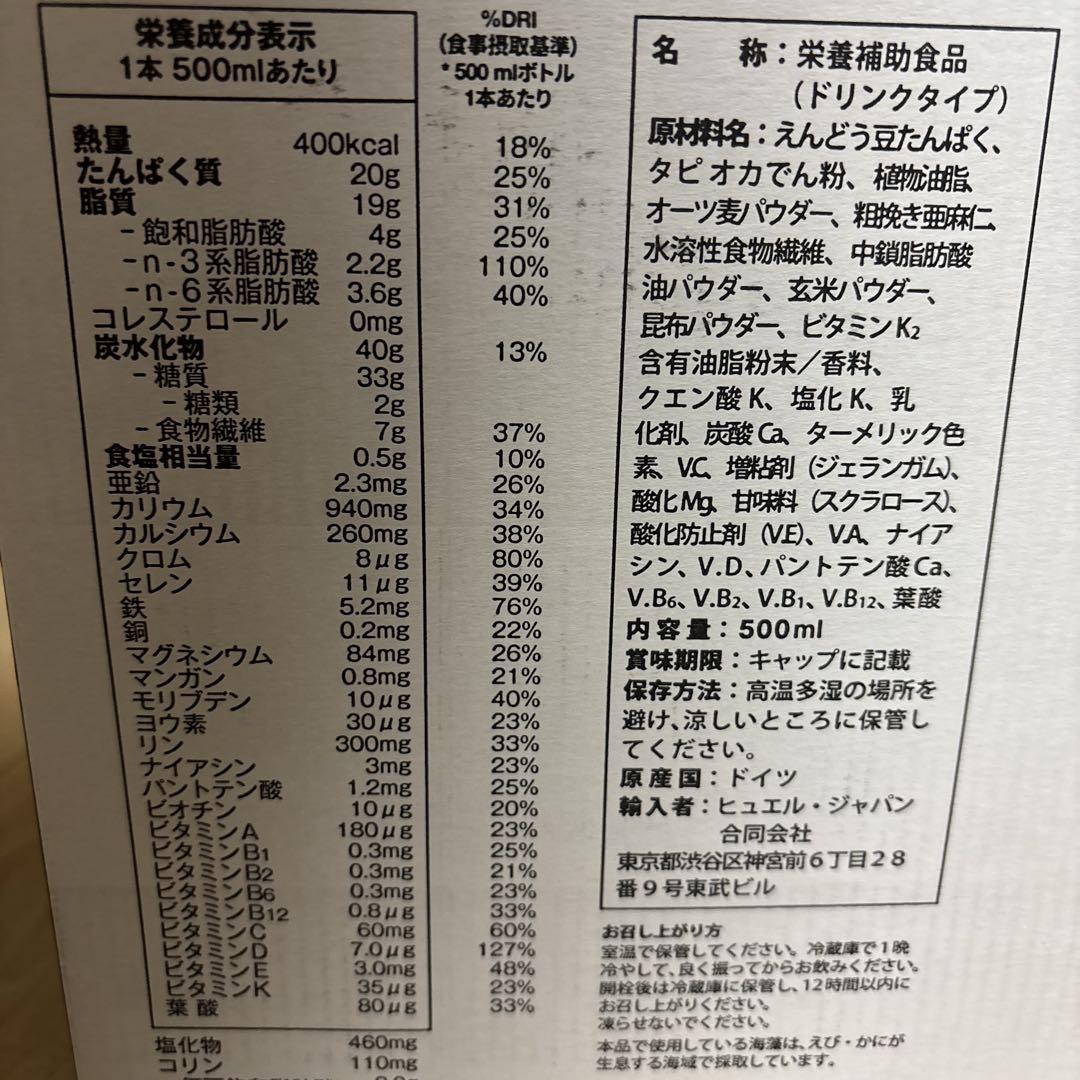 栄養成分表示
1本 500mlあたり
%DRI
(食事摂取基準)
* 500 mlボトル
1本あたり
熱量 400kcal 18%
たんぱく質 20g 25%
脂質 19g 31%
- 飽和脂肪酸 4g 25%
- n-3系脂肪酸 2.2g 110%
- n-6系脂肪酸 3.6g 40%
コレステロール 0mg
炭水化物 40g 13%
- 糖質 33g
- 糖類 2g
- 食物繊維 7g 37%
食塩相当量 0.5g 10%
亜鉛 2.3mg 26%
カリウム 940mg 34%
カルシウム 260mg 38%
クロム 8μg 80%
セレン 11μg 39%
鉄 5.2mg 76%
銅 0.2mg 22%
マグネシウム 84mg 26%
マンガン 0.8mg 21%
モリブデン 10μg 40%
ヨウ素 30μg 23%
リン 300mg 33%
ナイアシン 3mg 23%
パントテン酸 1.2mg 25%
ビオチン 10μg 20%
ビタミンA 180μg 23%
ビタミンB1 0.3mg 25%
ビタミンB2 0.3mg 21%
ビタミンB6 0.3mg 23%
ビタミンB12 0.8μg 33%
ビタミンC 60mg 60%
ビタミンD 7.0μg 127%
ビタミンE 3.0mg 48%
ビタミンK 35μg 23%
葉酸 80μg 33%
塩化物 460mg
コリン 110mg
名　称：栄養補助食品
（ドリンクタイプ）
原材料名：えんどう豆たんぱく、
タピオカでん粉、植物油脂、
オーツ麦パウダー、粗挽き亜麻仁、
水溶性食物繊維、中鎖脂肪酸
油パウダー、玄米パウダー、
昆布パウダー、ビタミンK₂
含有油脂粉末／香料、
クエン酸 K、塩化 K、乳
化剤、炭酸 Ca、ターメリック色
素、V.C、増粘剤（ジェランガム）、
酸化 Mg、甘味料（スクラロース）、
酸化防止剤（V.E）、V.A、ナイア
シン、V.D、パントテン酸 Ca、
V.B₆、V.B₂、V.B₁、V.B₁₂、葉酸
内容量：500ml
賞味期限：キャップに記載
保存方法：高温多湿の場所を
避け、涼しいところに保管し
てください。
原産国：ドイツ
輸入者：ヒュエル・ジャパン
合同会社
東京都渋谷区神宮前６丁目２８
番９号東武ビル
お召し上がり方
室温で保管してください。冷蔵庫で１晩
冷やして、良く振ってからお飲みください。
開栓後は冷蔵庫に保管し、12時間以内に
お召し上がりください。
凍らせないでください。
本品で使用している海藻は、えび・かにが
生息する海域で採取しています。